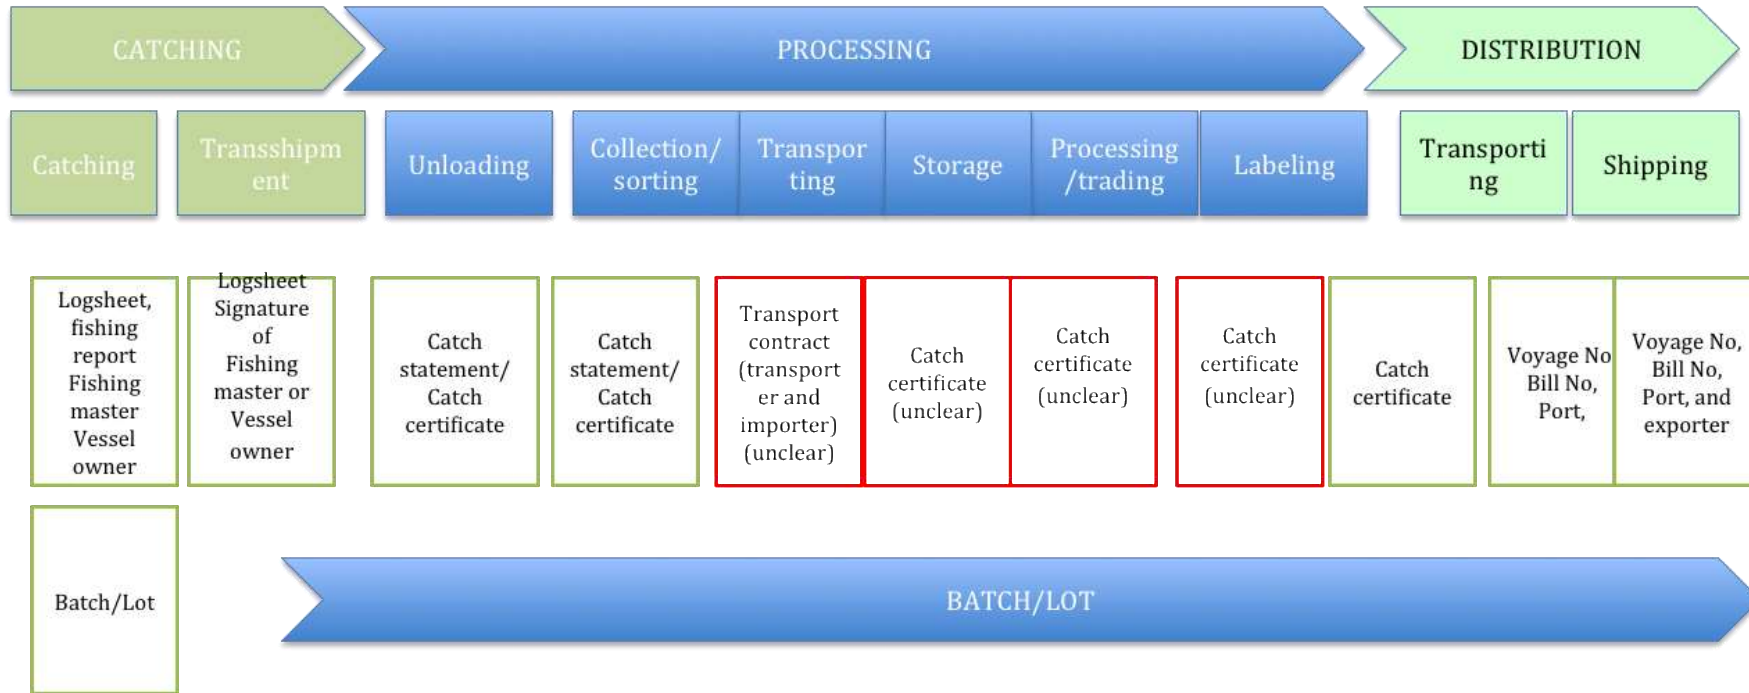 CATCHING
PROCESSING
DISTRIBUTION
Catching
Transshipm
ent
Unloading
Collection/
sorting
Transpor
ting
Storage
Processing
/trading
Labeling
Transporti
ng
Shipping
Logsheet,
fishing
report
Fishing
master
Vessel
owner
Logsheet
Signature
of
Fishing
master or
Vessel
owner
Catch
statement/
Catch
certificate
Catch
statement/
Catch
certificate
Transport
contract
(transport
er and
importer)
(unclear)
Catch
certificate
(unclear)
Catch
certificate
(unclear)
Catch
certificate
(unclear)
Catch
certificate
Voyage No
Bill No,
Port,
Voyage No,
Bill No,
Port, and
exporter
Batch/Lot
BATCH/LOT